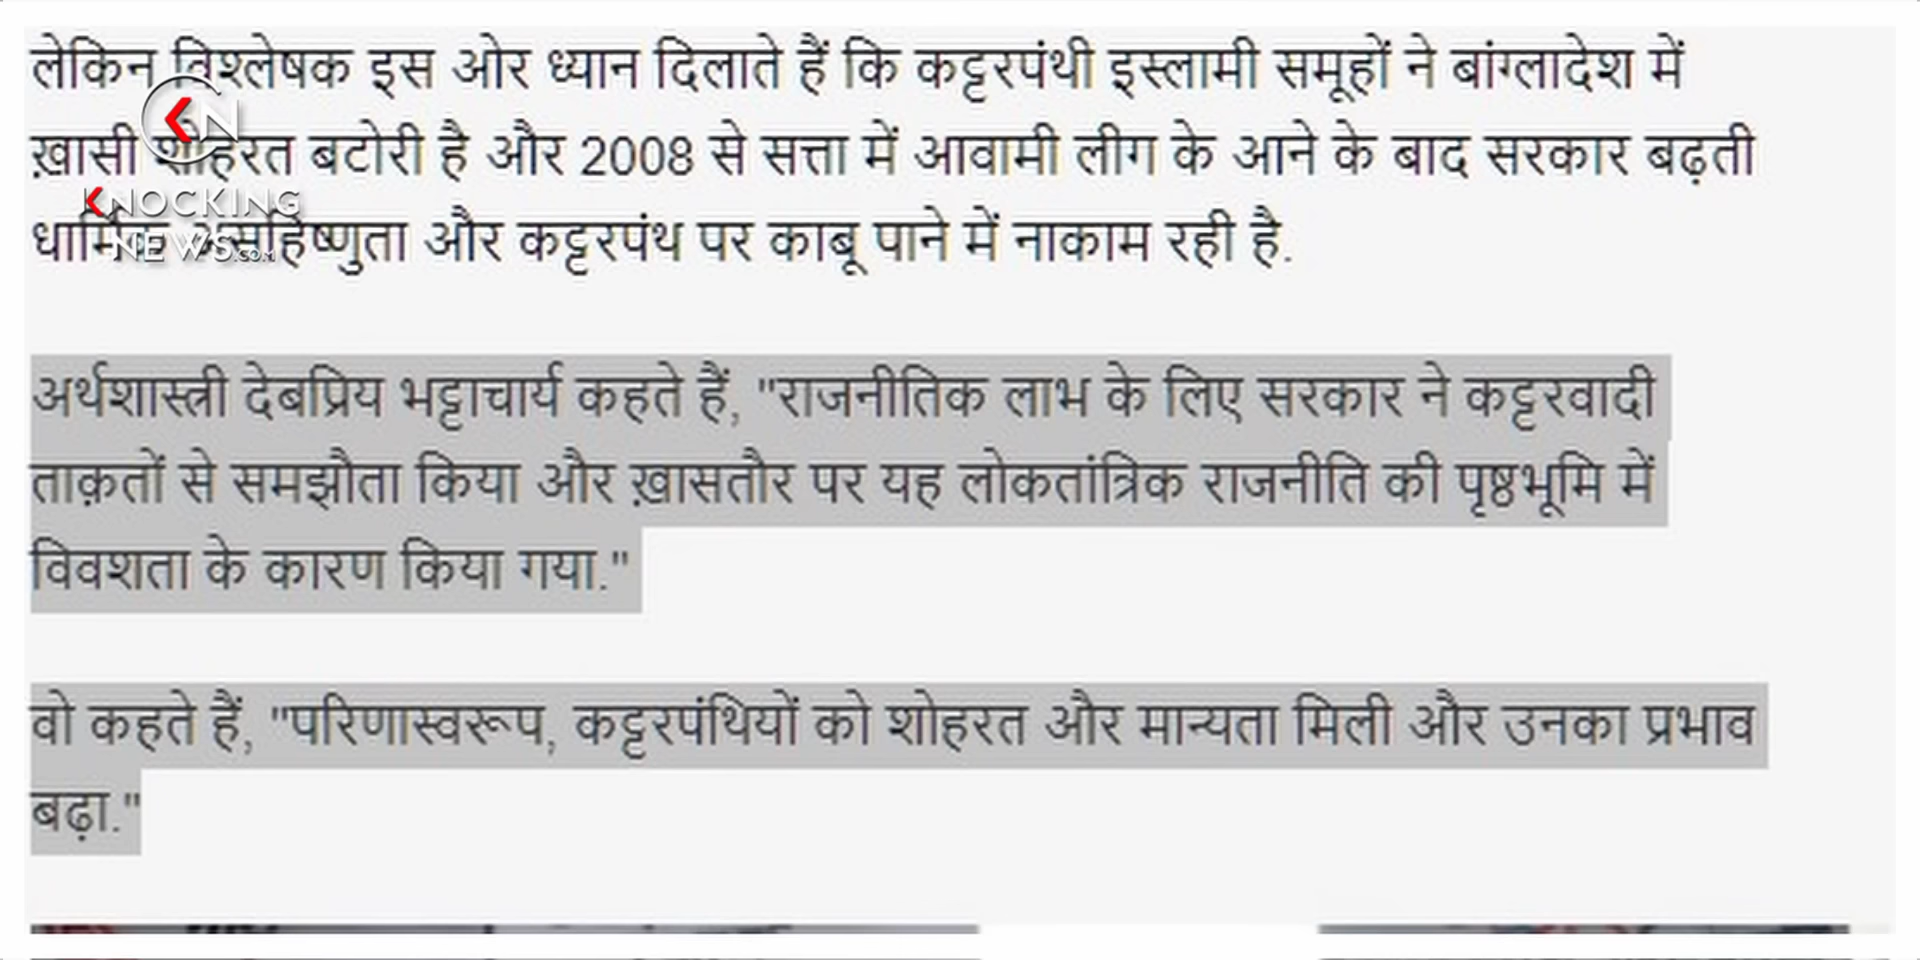 लेकिन विश्लेषक इस ओर ध्यान दिलाते हैं कि कट्टरपंथी इस्लामी समूहों ने बांग्लादेश में
ख़ासी शोहरत बटोरी है और 2008 से सत्ता में आवामी लीग के आने के बाद सरकार बढ़ती
धार्मिक असहिष्णुता और कट्टरपंथ पर काबू पाने में नाकाम रही है.
KN
KNOCKING
NEWS.COM
अर्थशास्त्री देबप्रिय भट्टाचार्य कहते हैं, "राजनीतिक लाभ के लिए सरकार ने कट्टरवादी
ताक़तों से समझौता किया और ख़ासतौर पर यह लोकतांत्रिक राजनीति की पृष्ठभूमि में
विवशता के कारण किया गया."
वो कहते हैं, "परिणास्वरूप, कट्टरपंथियों को शोहरत और मान्यता मिली और उनका प्रभाव
बढ़ा."